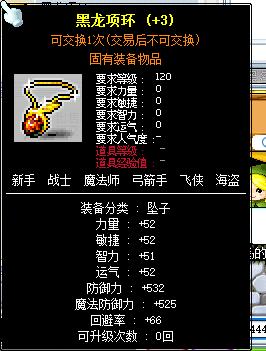 黑龙项环 (+3)
可交换1次(交易后不可交换)
固有装备物品
要求等级: 120
要求力量: 0
要求敏捷: 0
要求智力: 0
要求运气: 0
要求人气度: -
道具等级: -
道具经验值: -
新手 战士 魔法师 弓箭手 飞侠 海盗
装备分类 : 坠子
力量 : +52
敏捷 : +52
智力 : +51
运气 : +52
防御力 : +532
魔法防御力 : +525
回避率 : +66
可升级次数 : 0回
444